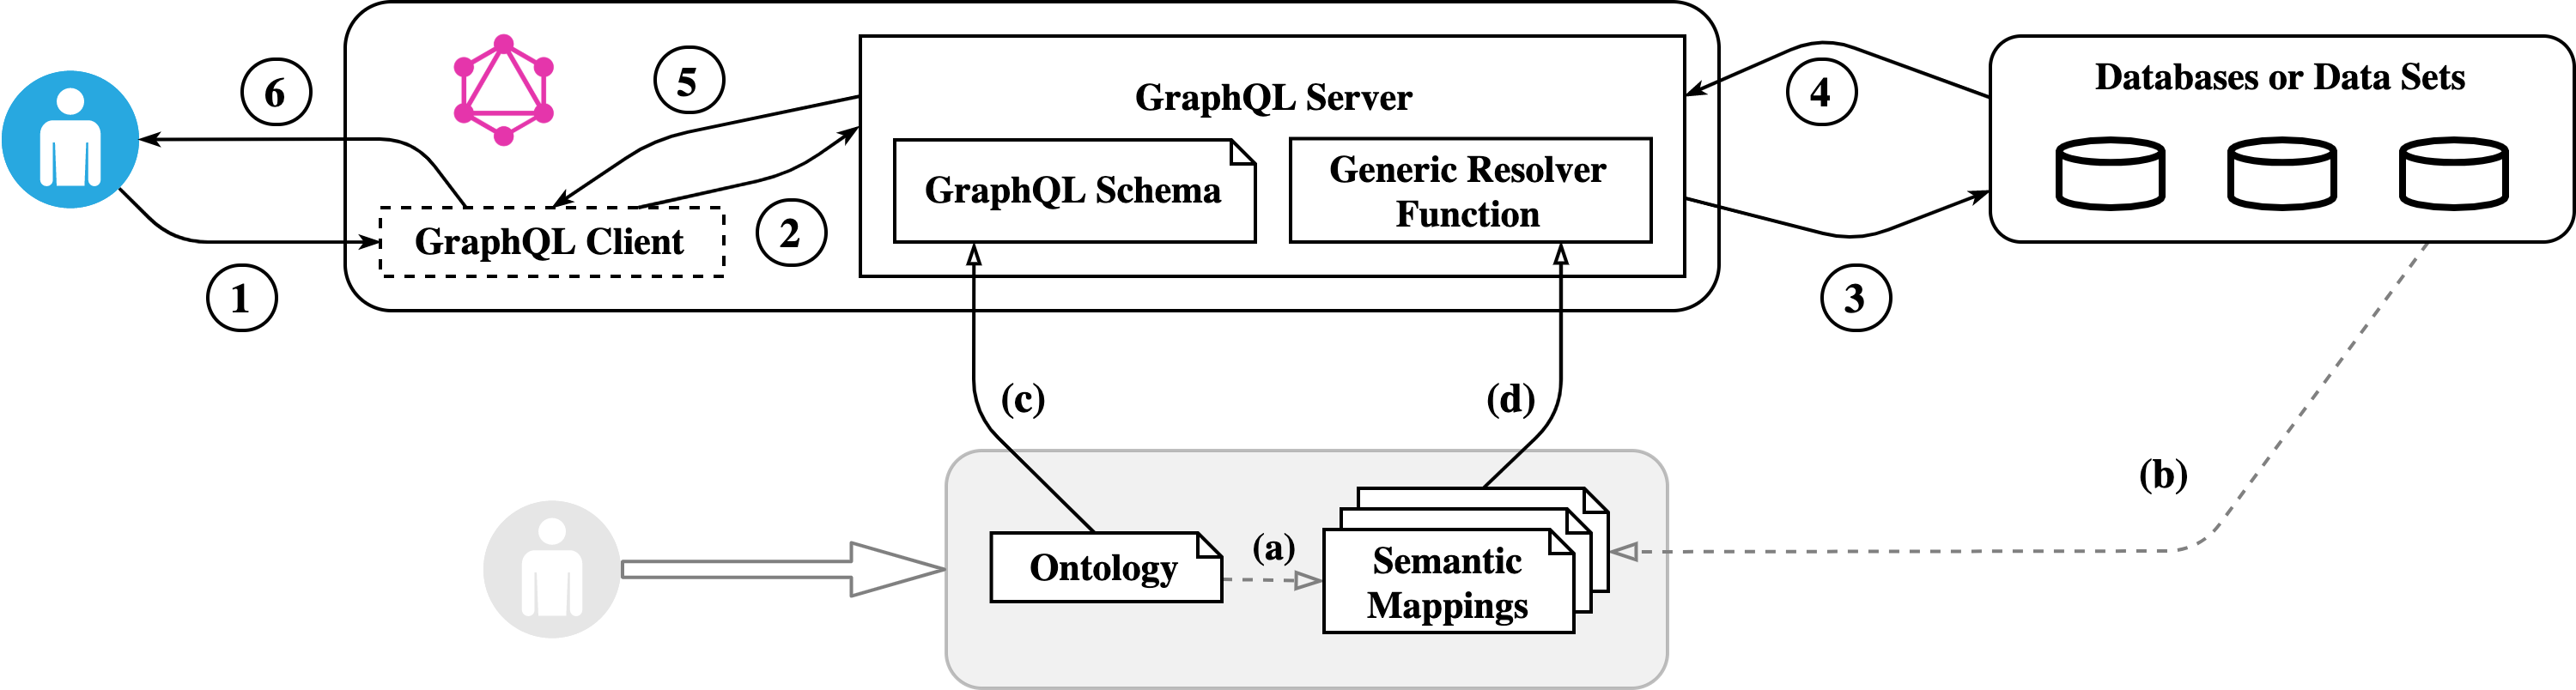 6
5
GraphQL Server
4
Databases or Data Sets
GraphQL Schema
Generic Resolver
Function
GraphQL Client
2
1
3
(c)
(d)
(b)
Ontology
(a)
Semantic
Mappings